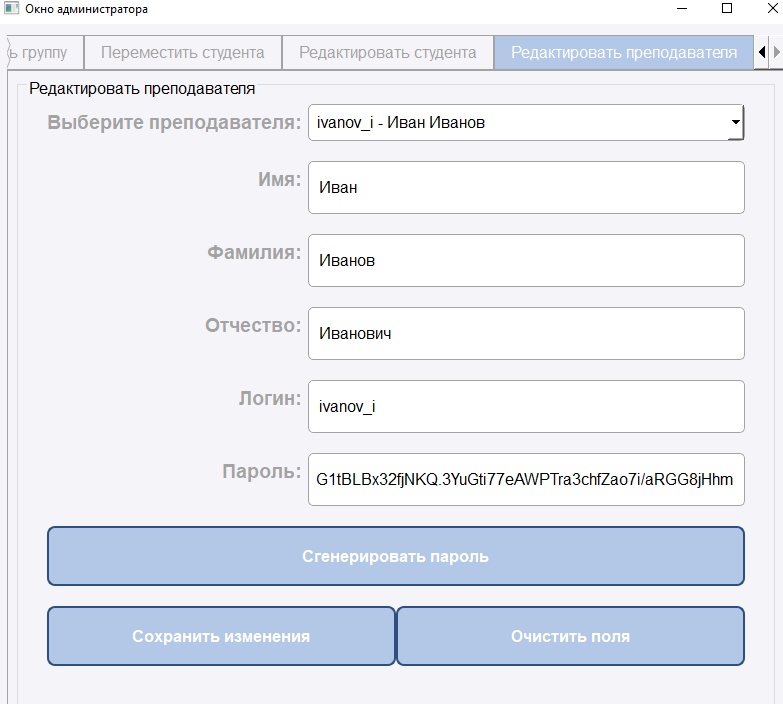 Окно администратора
ь группу
Переместить студента
Редактировать студента
Редактировать преподавателя
Редактировать преподавателя
Выберите преподавателя:
ivanov_i - Иван Иванов
Имя:
Иван
Фамилия:
Иванов
Отчество:
Иванович
Логин:
ivanov_i
Пароль:
G1tBLBx32fjNKQ.3YuGti77eAWPTra3chfZao7i/aRGG8jHhm
Сгенерировать пароль
Сохранить изменения
Очистить поля